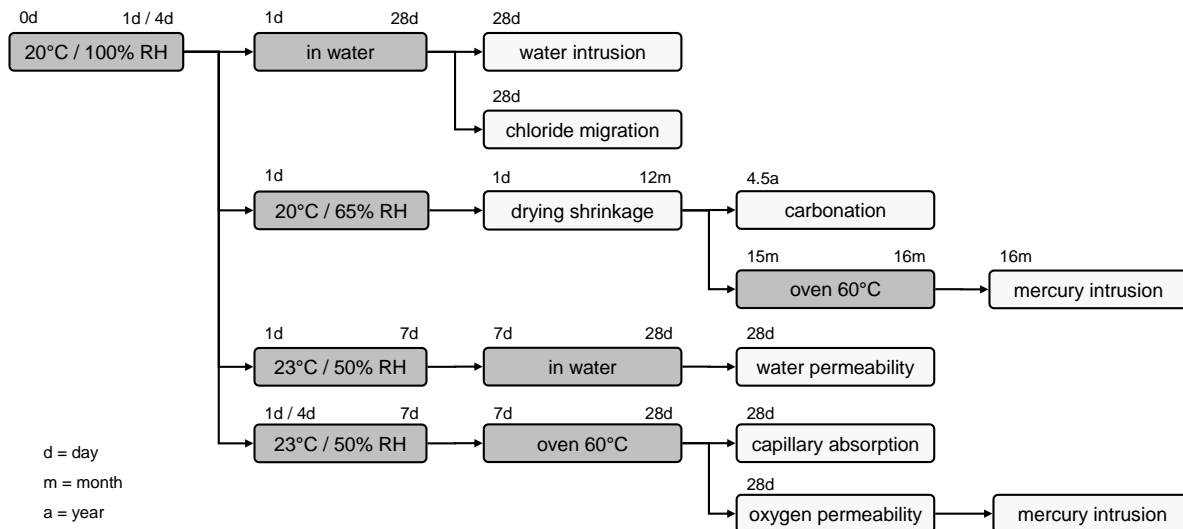 0d 1d / 4d 1d 28d 28d
20°C / 100% RH in water water intrusion
28d
chloride migration
1d 1d 12m 4.5a
20°C / 65% RH drying shrinkage carbonation
15m 16m 16m
oven 60°C mercury intrusion
1d 7d 7d 28d 28d
23°C / 50% RH in water water permeability
1d / 4d 7d 7d 28d 28d
23°C / 50% RH oven 60°C capillary absorption
d = day
m = month
28d
a = year oxygen permeability mercury intrusion